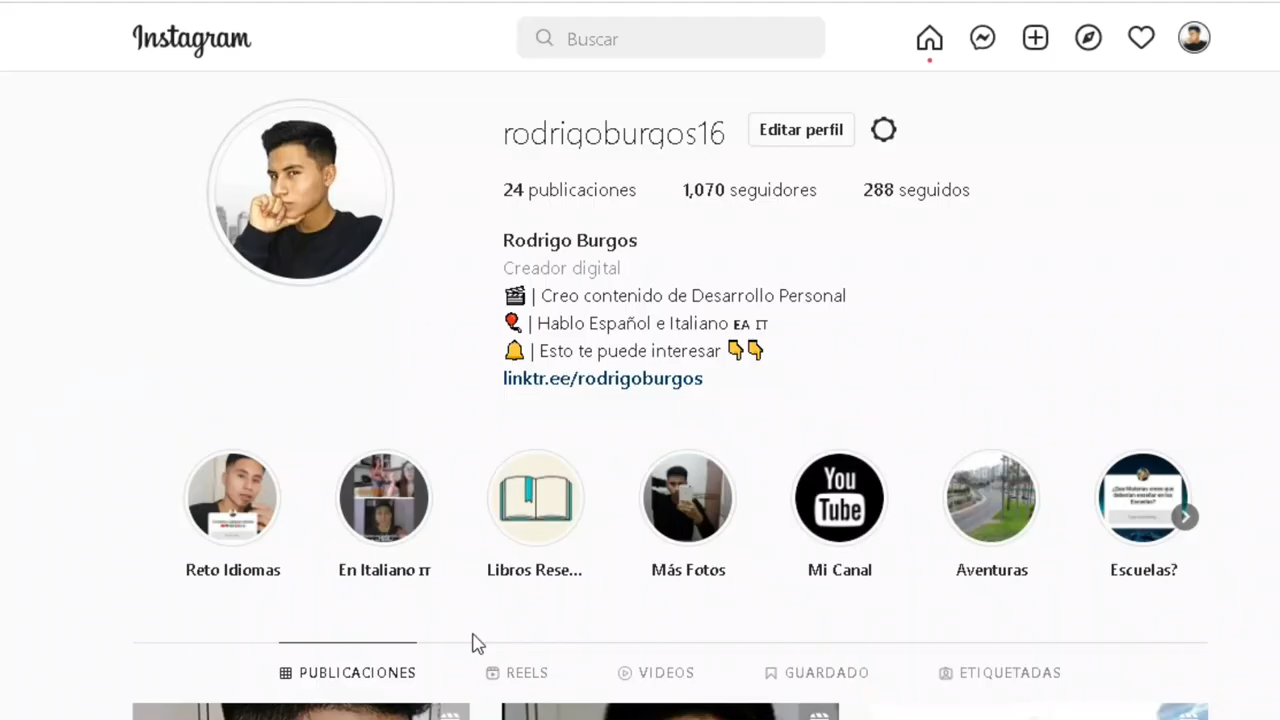 Instagram
Buscar
rodrigoburgos16
Editar perfil
24 publicaciones
1,070 seguidores
288 seguidos
Rodrigo Burgos
Creador digital
🎬 | Creo contenido de Desarrollo Personal
🎈 | Hablo Español e Italiano EA IT
🔔 | Esto te puede interesar 👇👇
linktr.ee/rodrigoburgos
You
Tube
Reto Idiomas
En Italiano IT
Libros Rese...
Más Fotos
Mi Canal
Aventuras
Escuelas?
PUBLICACIONES
REELS
VIDEOS
GUARDADO
ETIQUETADAS